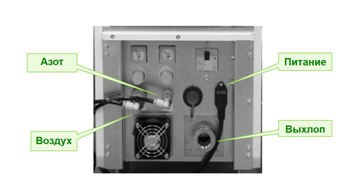 Азот
Питание
Воздух
Выхлоп